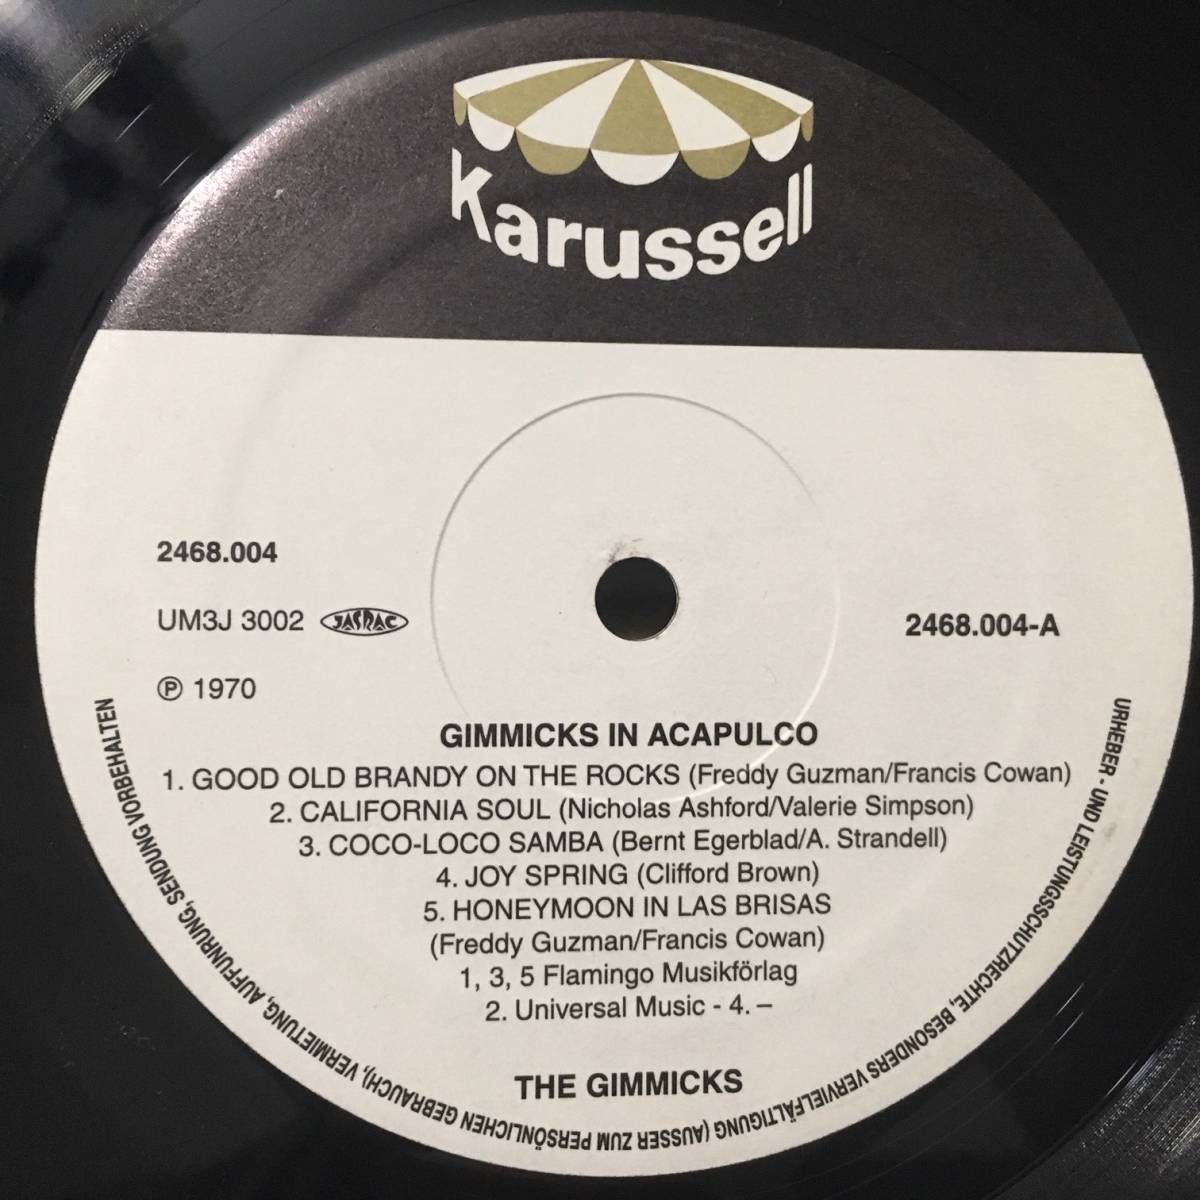 Karussell
2468.004
UM3J 3002 JASRAC
℗ 1970
2468.004-A
GIMMICKS IN ACAPULCO
1. GOOD OLD BRANDY ON THE ROCKS (Freddy Guzman/Francis Cowan)
2. CALIFORNIA SOUL (Nicholas Ashford/Valerie Simpson)
3. COCO-LOCO SAMBA (Bernt Egerblad/A. Strandell)
4. JOY SPRING (Clifford Brown)
5. HONEYMOON IN LAS BRISAS
(Freddy Guzman/Francis Cowan)
1, 3, 5 Flamingo Musikförlag
2. Universal Music - 4. –
THE GIMMICKS
URHEBER - UND LEISTUNGSSCHUTZRECHTE, BESONDERS VERVIELFÄLTIGUNG (AUSSER ZUM PERSÖNLICHEN GEBRAUCH), VERMIETUNG, AUFFUNRUNG, SENDUNG VORBEHALTEN